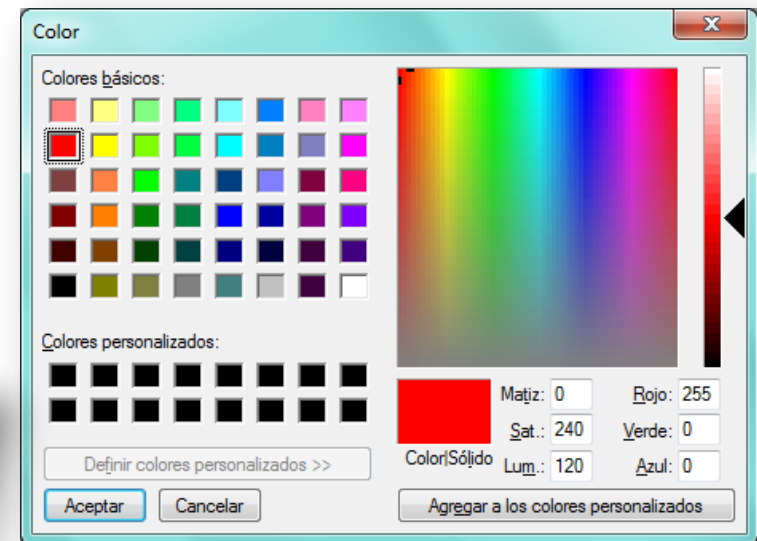 Color
Colores básicos:
Colores personalizados:
Definir colores personalizados >>
Aceptar
Cancelar
Color|Sólido
Matiz: 0
Sat.: 240
Lum.: 120
Rojo: 255
Verde: 0
Azul: 0
Agregar a los colores personalizados